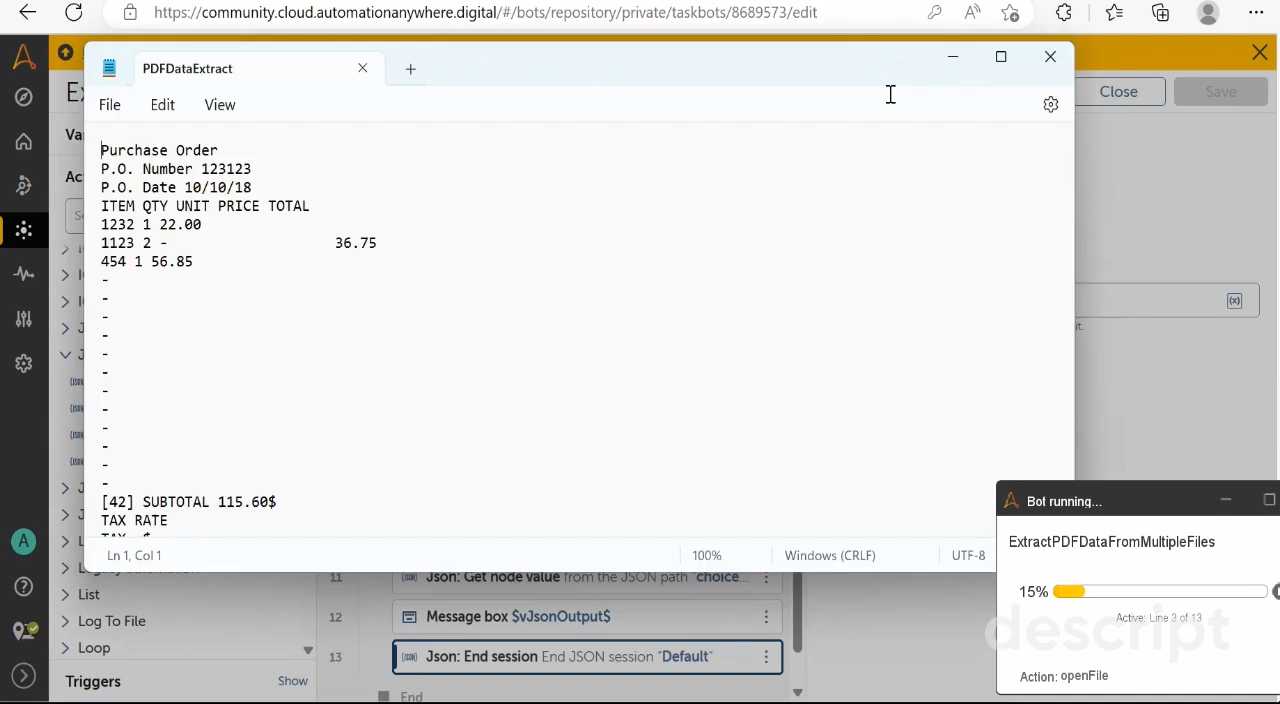 https://community.cloud.automationanywhere.digital/#/bots/repository/private/taskbots/8689573/edit
PDFDataExtract
Close
Save
File
Edit
View
Purchase Order
P.O. Number 123123
P.O. Date 10/10/18
ITEM QTY UNIT PRICE TOTAL
1232 1 22.00
1123 2 - 36.75
454 1 56.85
-
-
-
-
-
-
-
-
-
-
-
-
[42] SUBTOTAL 115.60$
TAX RATE
Ln 1, Col 1
100%
Windows (CRLF)
UTF-8
List
Log To File
Loop
Triggers
Show
11
Json: Get node value from the JSON path "choice...
12
Message box $vJsonOutput$
13
Json: End session End JSON session "Default"
End
Bot running...
ExtractPDFDataFromMultipleFiles
15%
Active: Line 3 of 13
descript
Action: openFile
A